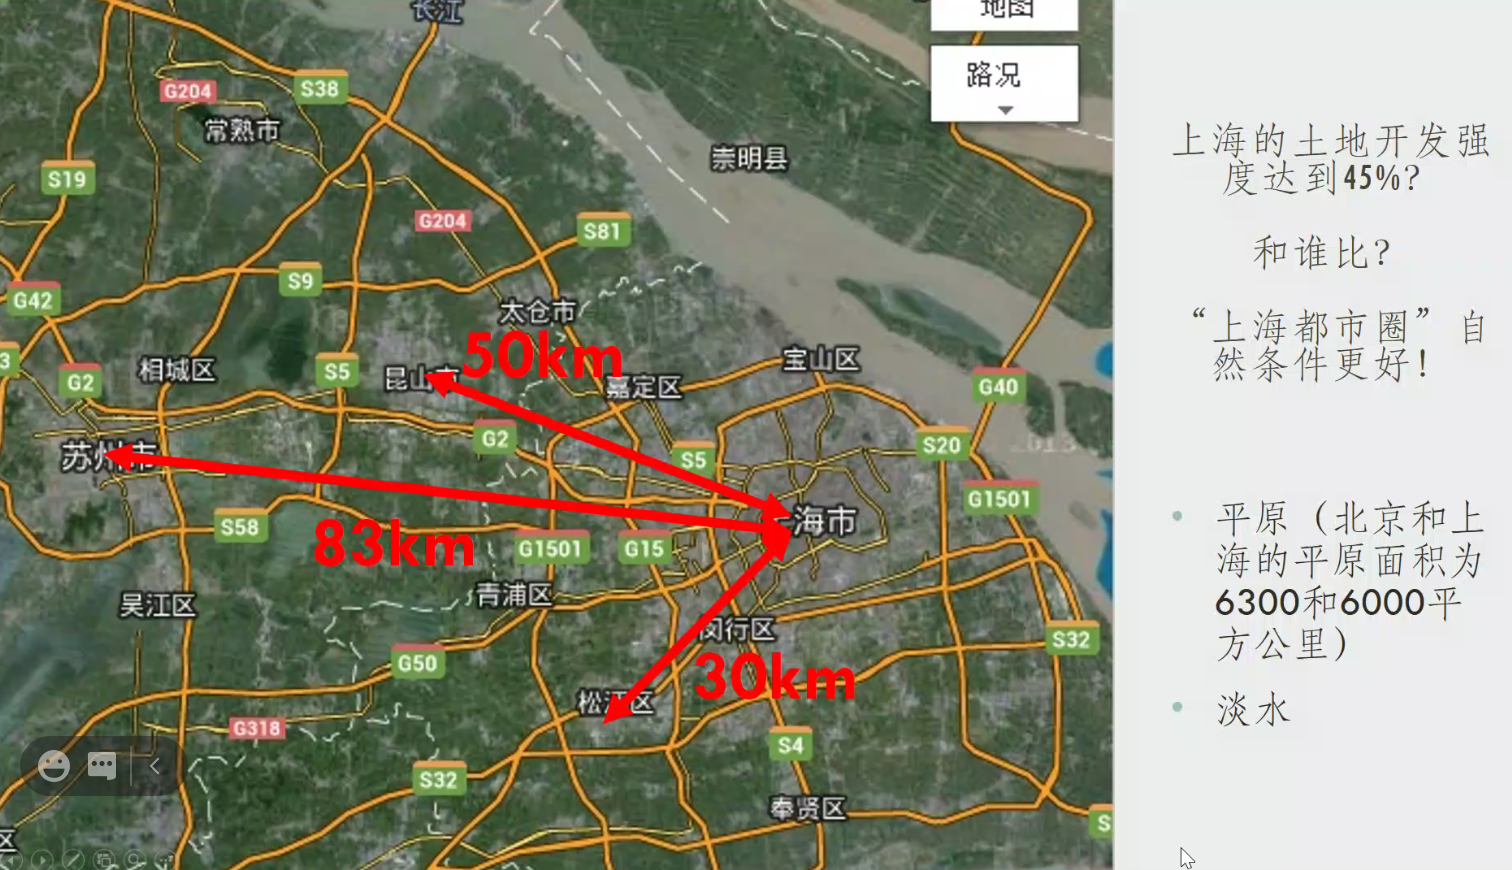 长江
地图
路况
G204
S38
常熟市
崇明县
S19
G204
S81
S9
G42
太仓市
50km
宝山区
3
G2
相城区
S5
昆山市
嘉定区
G40
苏州市
G2
S5
S20
G1501
S58
83km
G1501
G15
上海市
青浦区
吴江区
闵行区
S32
G50
30km
松江区
G318
S4
S32
奉贤区
S
区
上海的土地开发强
度达到45%?
和谁比?
“上海都市圈”自
然条件更好!
平原(北京和上
海的平原面积为
6300和6000平
方公里)
淡水